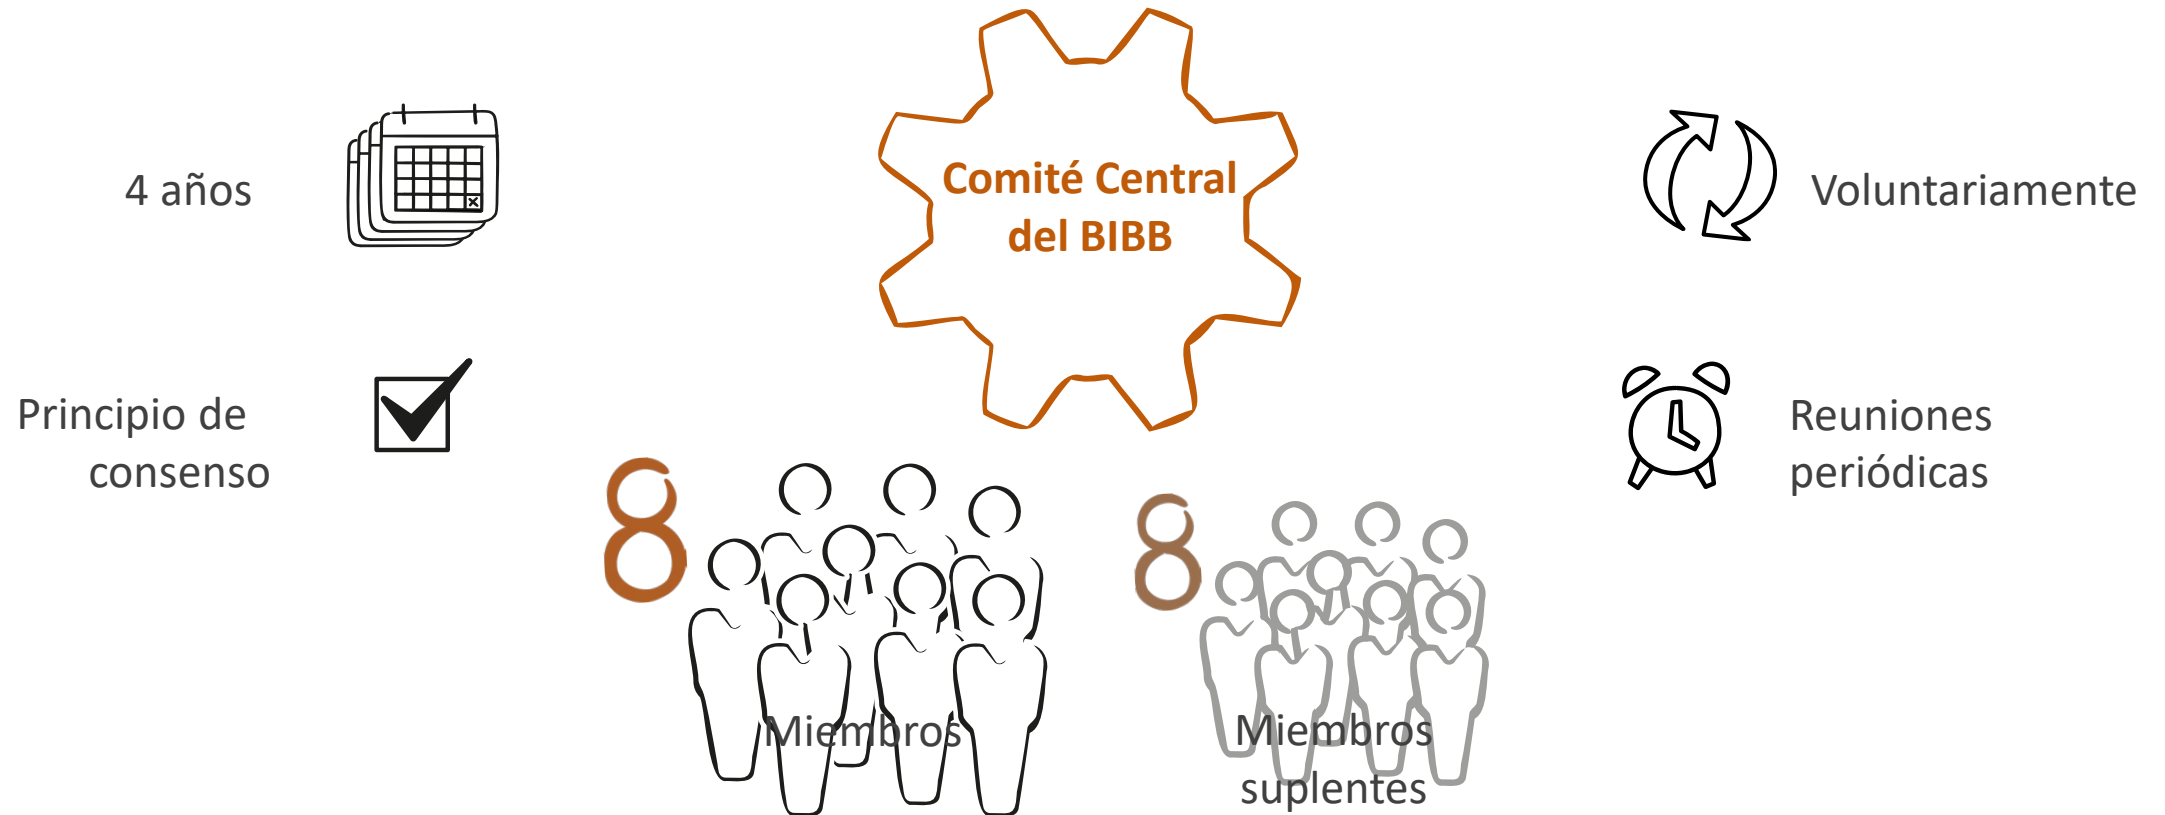 4 años
Comité Central
del BIBB
Voluntariamente
Principio de
consenso
Reuniones
periódicas
8
8
Miembros
Miembros
suplentes